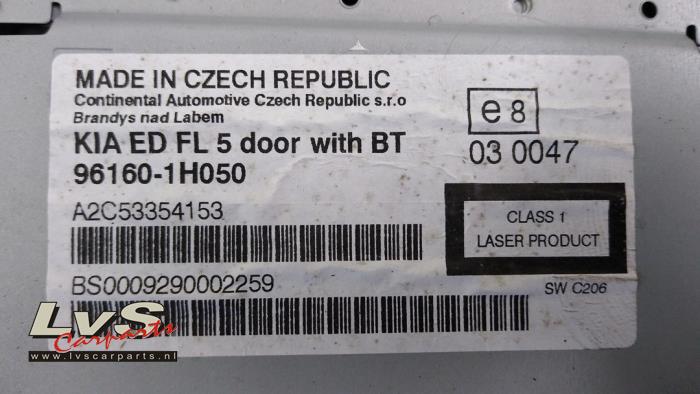 MADE IN CZECH REPUBLIC
Continental Automotive Czech Republic s.r.o
Brandys nad Labem
KIA ED FL 5 door with BT
96160-1H050
e8
03 0047
A2C53354153
CLASS 1
LASER PRODUCT
BS0009290002259
SW C206
LvS
Carparts
www.lvscarparts.nl